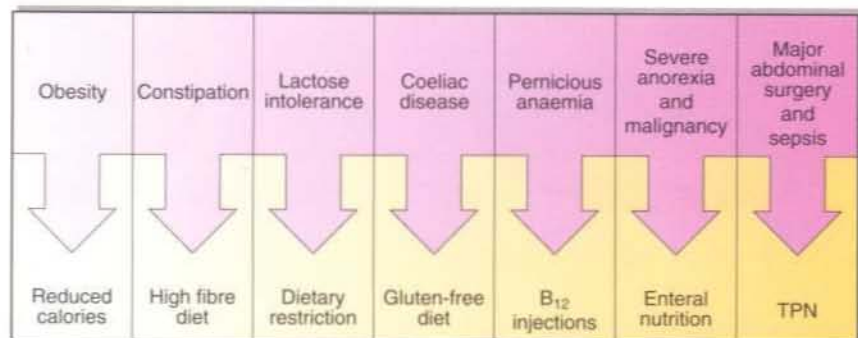 Obesity
Constipation
Lactose
intolerance
Coeliac
disease
Pernicious
anaemia
Severe
anorexia
and
malignancy
Major
abdominal
surgery
and
sepsis
Reduced
calories
High fibre
diet
Dietary
restriction
Gluten-free
diet
B₁₂
injections
Enteral
nutrition
TPN